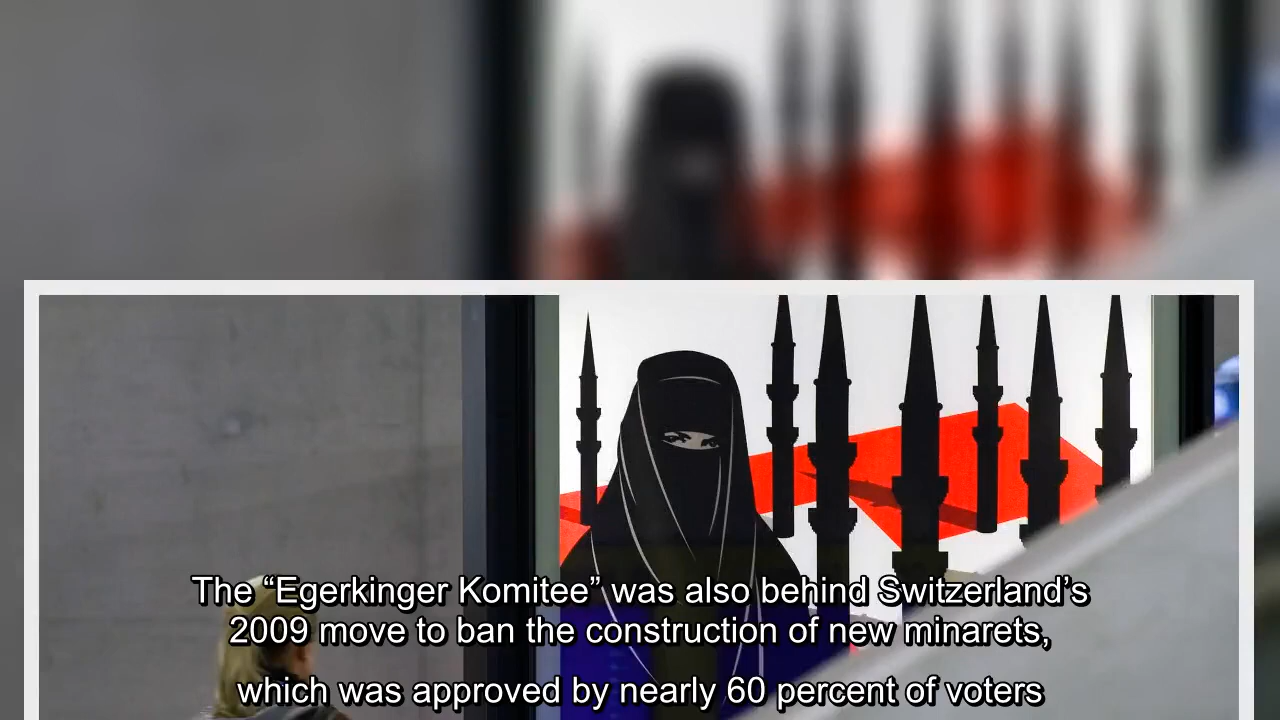 The “Egerkinger Komitee” was also behind Switzerland’s
2009 move to ban the construction of new minarets,
which was approved by nearly 60 percent of voters